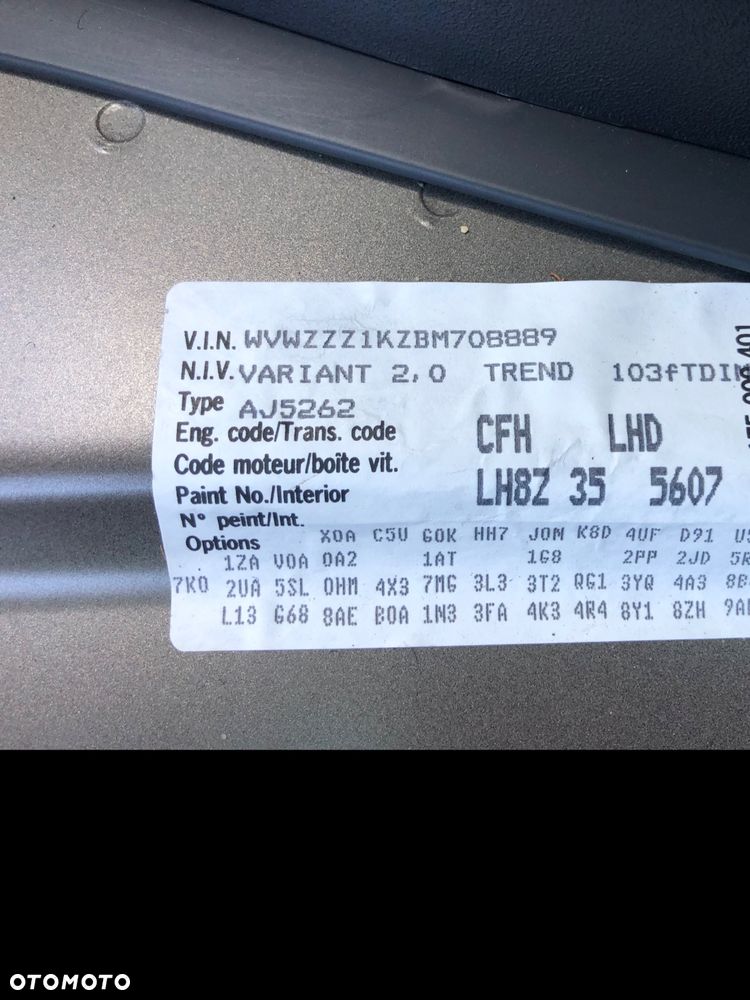 V.I.N. WVWZZZ1KZBM708889
N.I.V. VARIANT 2,0 TREND 103fTDIM
Type AJ5262
Eng. code/Trans. code CFH LHD
Code moteur/boîte vit.
Paint No./Interior LH8Z 35 5607
N° peint/Int.
Options X0A C5U G0K HH7 J0M K8D 4UF D91
1ZA V0A 0A2 1AT 1G8 2PP 2JD
7K0 2UA 5SL 0HM 4X3 7MG 3L3 3T2 QG1 3YQ 4A3
L13 G68 8AE B0A 1N3 3FA 4K3 4R4 8Y1 8ZH
OTOMOTO